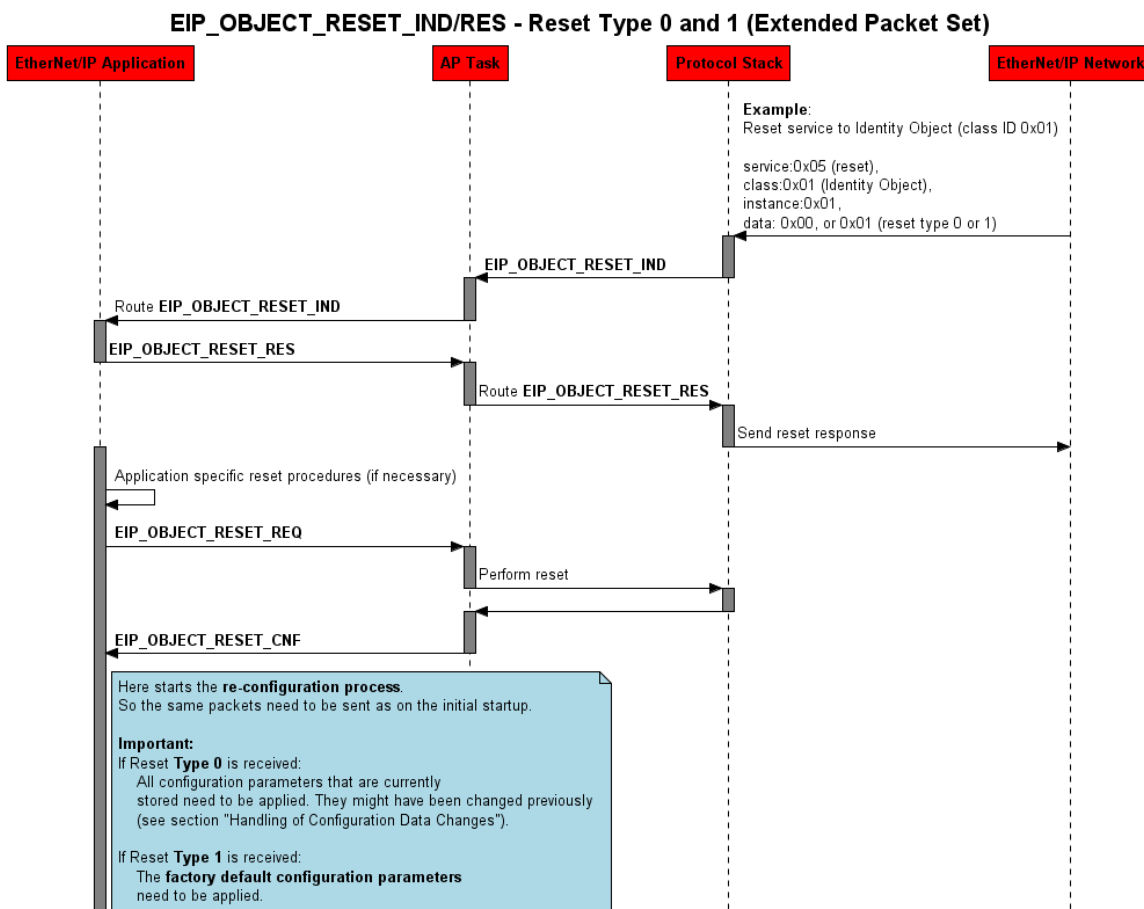 EIP_OBJECT_RESET_IND/RES - Reset Type 0 and 1 (Extended Packet Set)
EtherNet/IP Application
AP Task
Protocol Stack
EtherNet/IP Network
Example:
Reset service to Identity Object (class ID 0x01)
service:0x05 (reset),
class:0x01 (Identity Object),
instance:0x01,
data: 0x00, or 0x01 (reset type 0 or 1)
EIP_OBJECT_RESET_IND
Route EIP_OBJECT_RESET_IND
EIP_OBJECT_RESET_RES
Route EIP_OBJECT_RESET_RES
Send reset response
Application specific reset procedures (if necessary)
EIP_OBJECT_RESET_REQ
Perform reset
EIP_OBJECT_RESET_CNF
Here starts the re-configuration process.
So the same packets need to be sent as on the initial startup.
Important:
If Reset Type 0 is received:
All configuration parameters that are currently
stored need to be applied. They might have been changed previously
(see section "Handling of Configuration Data Changes").
If Reset Type 1 is received:
The factory default configuration parameters
need to be applied.